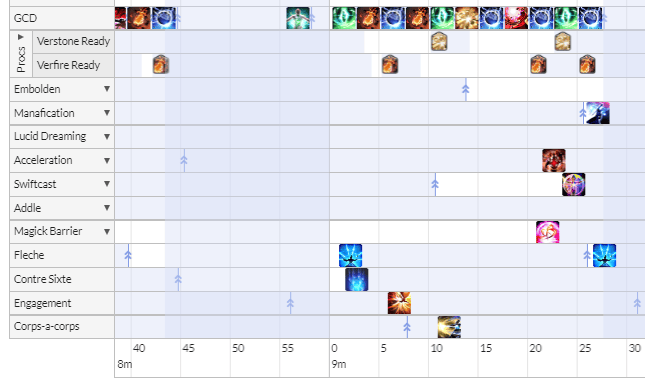 GCD
Procs
Verstone Ready
Verfire Ready
Embolden
Manafication
Lucid Dreaming
Acceleration
Swiftcast
Addle
Magick Barrier
Fleche
Contre Sixte
Engagement
Corps-a-corps
40 45 50 55 0 5 10 15 20 25 30
8m 9m